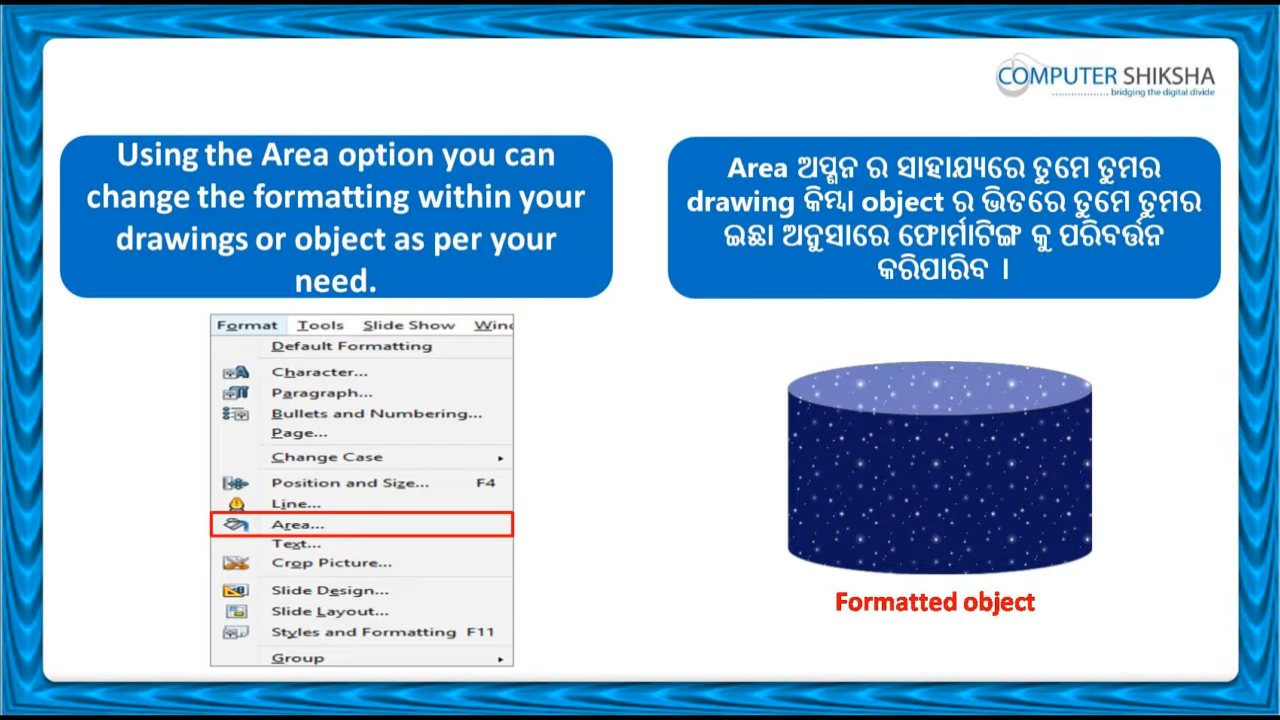 COMPUTER SHIKSHA
bridging the digital divide
Using the Area option you can
change the formatting within your
drawings or object as per your
need.
Area ଅପ୍ଶନ ର ସାହାଯ୍ୟରେ ତୁମେ ତୁମର
drawing କିମ୍ବା object ର ଭିତରେ ତୁମେ ତୁମର
ଇଛା ଅନୁସାରେ ଫୋର୍ମାଟିଙ୍ଗ କୁ ପରିବର୍ତ୍ତନ
କରିପାରିବ ।
Format Tools Slide Show
Default Formatting
Character...
Paragraph...
Bullets and Numbering...
Page...
Change Case
Position and Size... F4
Line...
Area...
Text...
Crop Picture...
Slide Design...
Slide Layout...
Styles and Formatting F11
Group
Formatted object